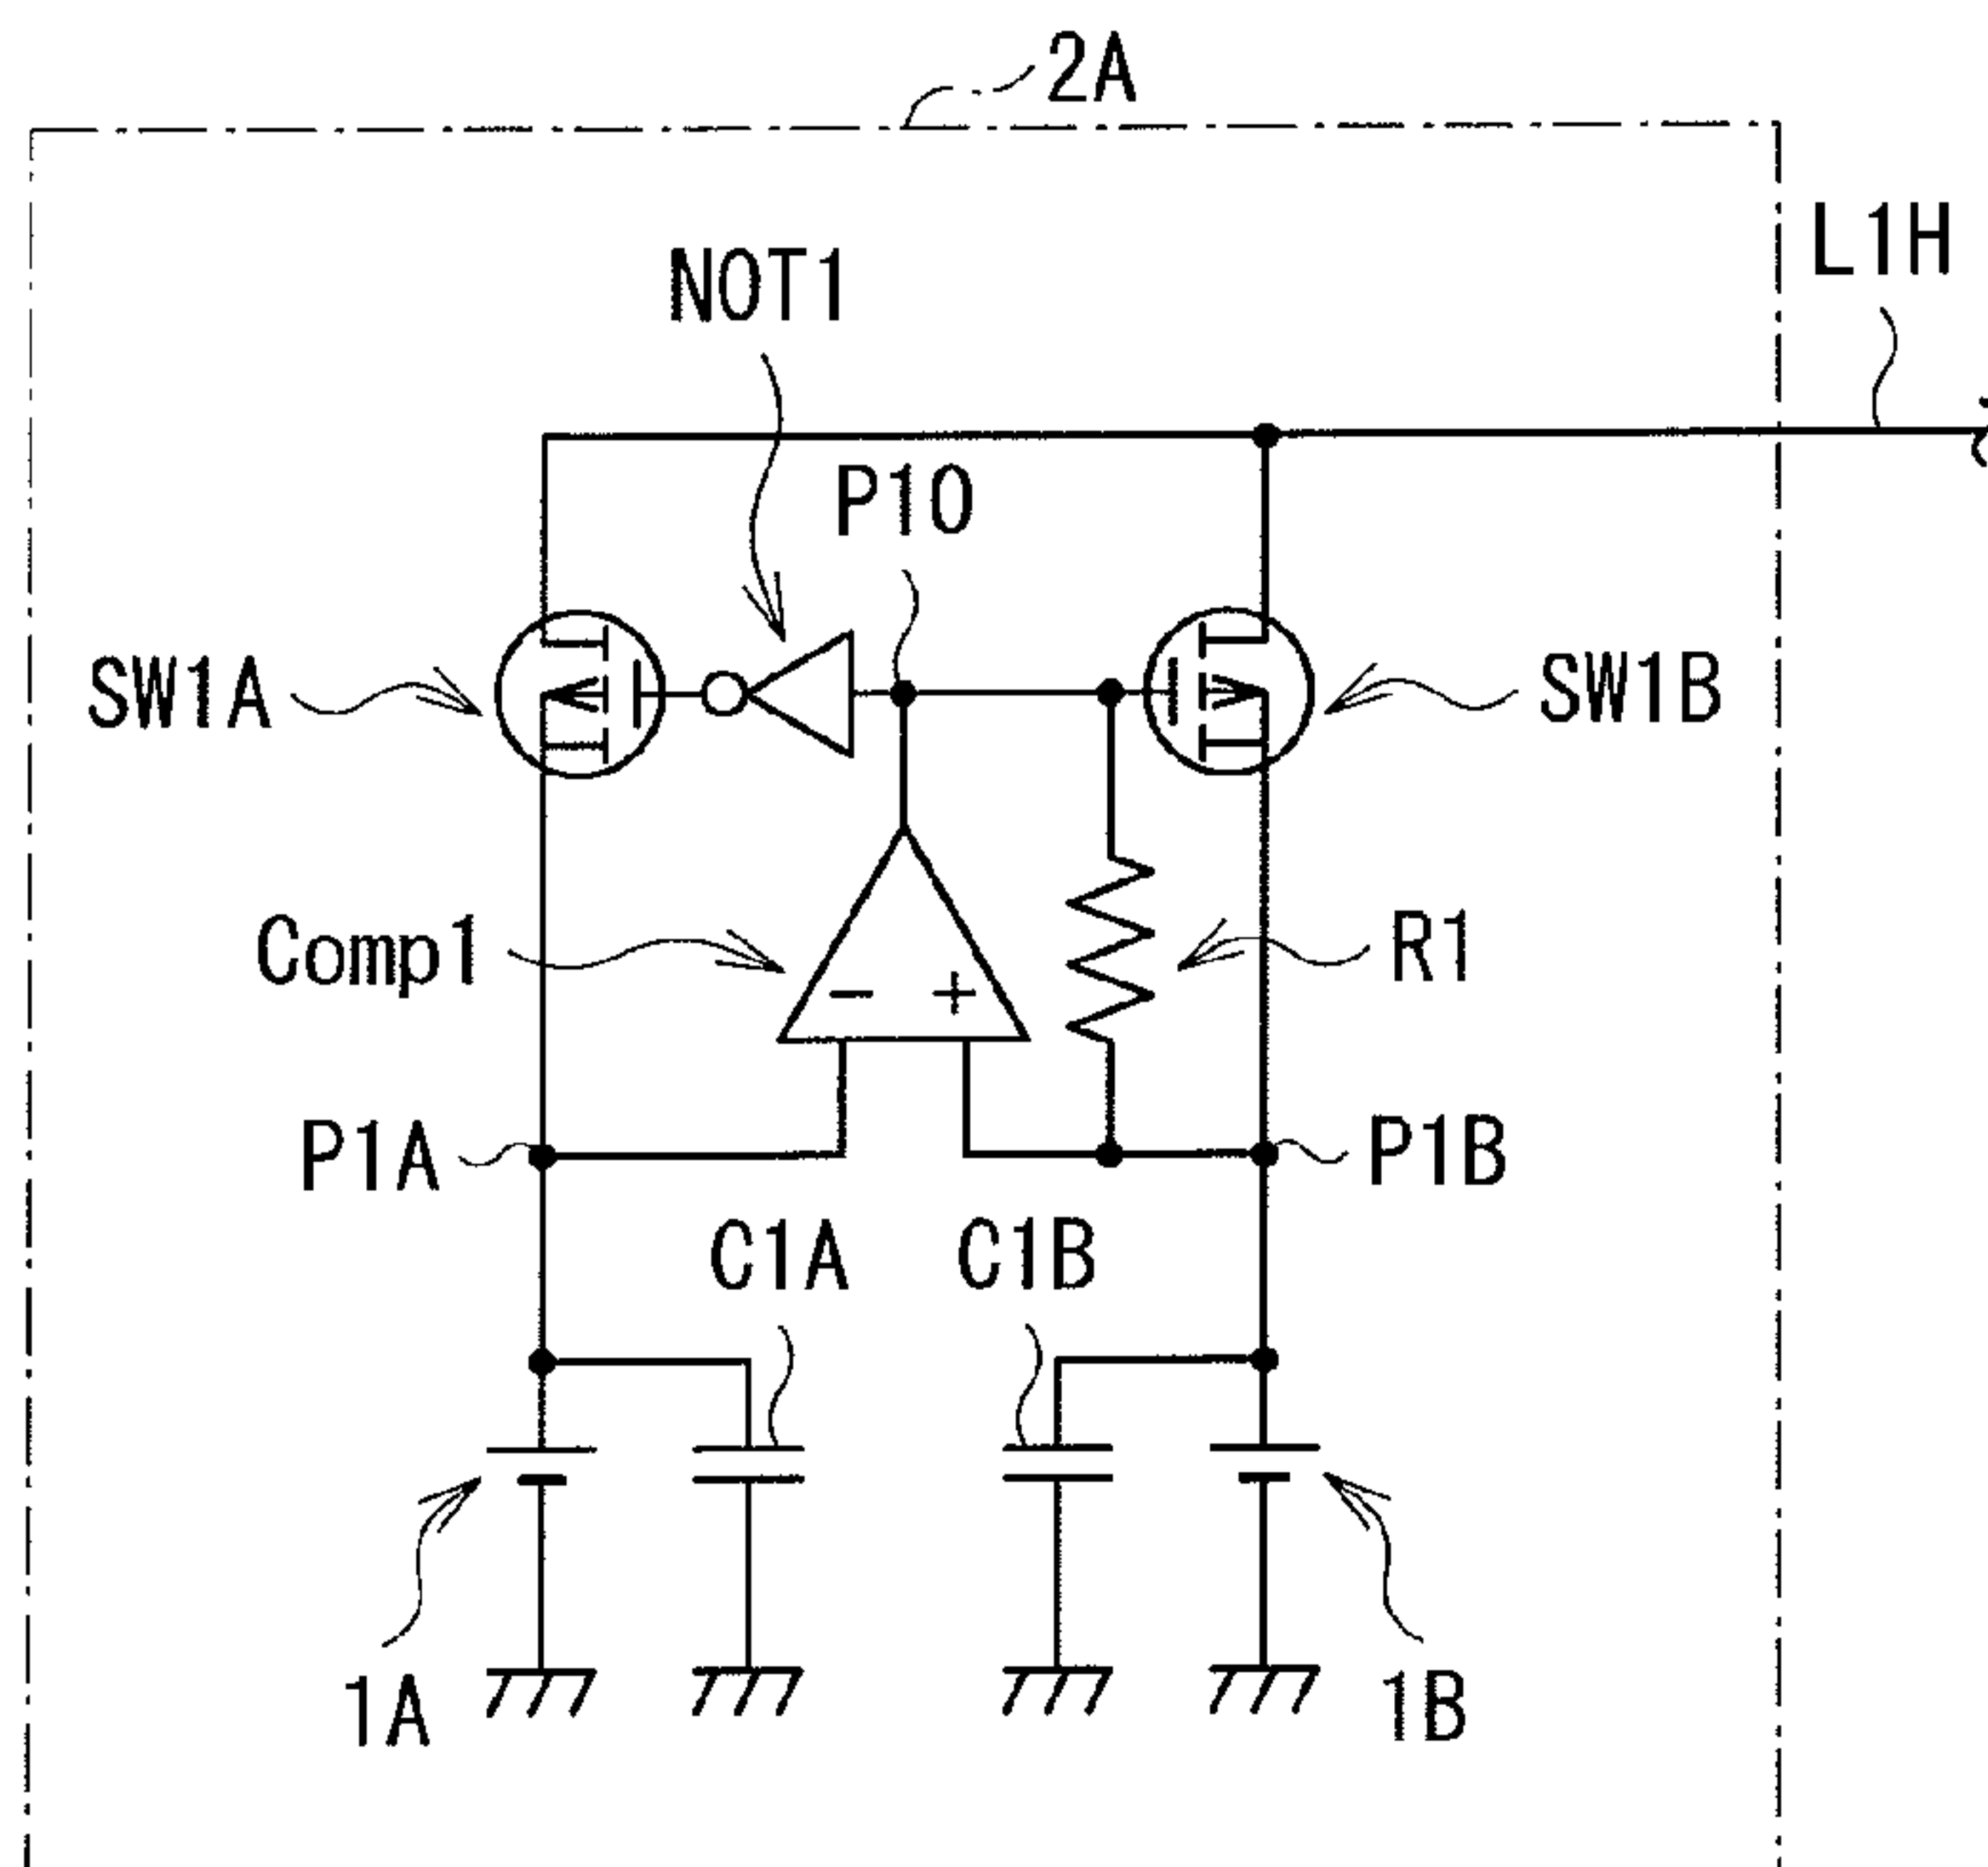 2A
L1H
NOT1
P10
SW1A
SW1B
Comp1
- +
R1
P1A
P1B
C1A
C1B
1A
1B